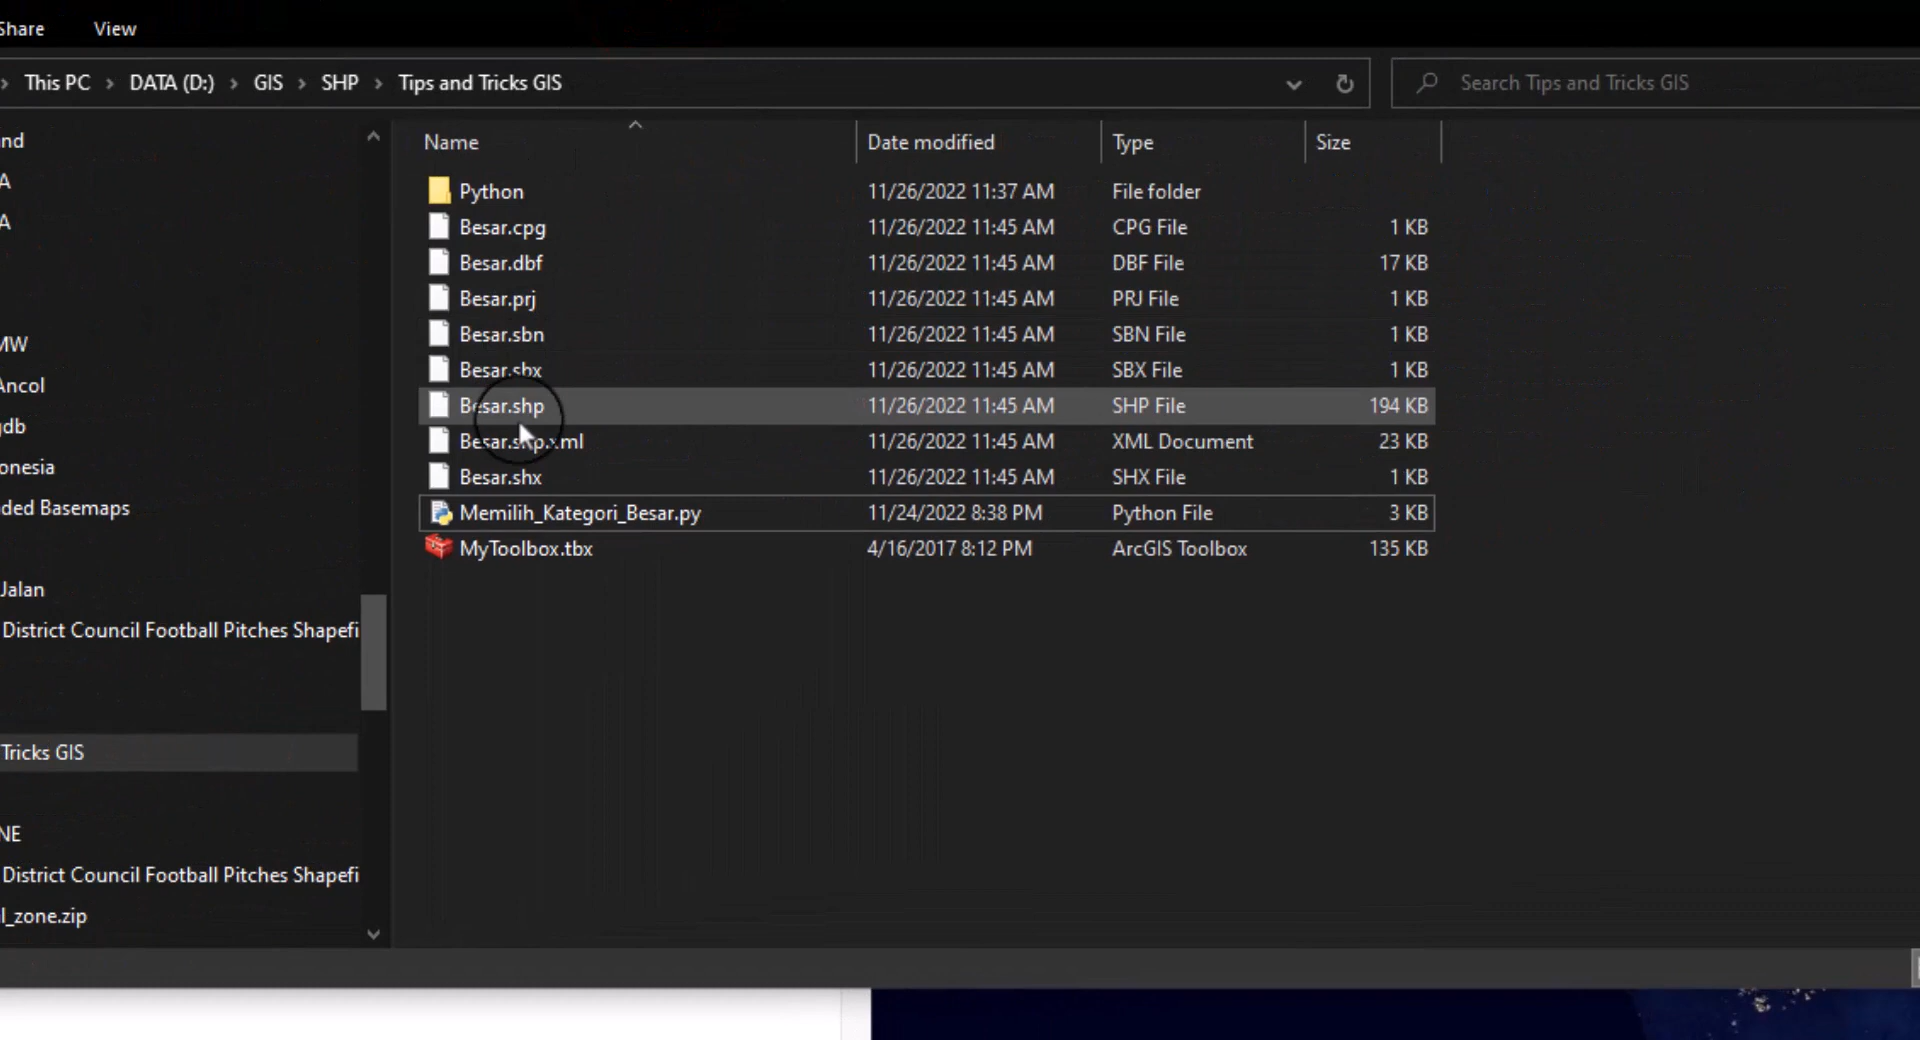 Share View
This PC > DATA (D:) > GIS > SHP > Tips and Tricks GIS
Search Tips and Tricks GIS
nd
A
A
MW
Ancol
gdb
onesia
ded Basemaps
Jalan
District Council Football Pitches Shapefi
Tricks GIS
NE
District Council Football Pitches Shapefi
l_zone.zip
Name Date modified Type Size
Python 11/26/2022 11:37 AM File folder
Besar.cpg 11/26/2022 11:45 AM CPG File 1 KB
Besar.dbf 11/26/2022 11:45 AM DBF File 17 KB
Besar.prj 11/26/2022 11:45 AM PRJ File 1 KB
Besar.sbn 11/26/2022 11:45 AM SBN File 1 KB
Besar.sbx 11/26/2022 11:45 AM SBX File 1 KB
Besar.shp 11/26/2022 11:45 AM SHP File 194 KB
Besar.shp.xml 11/26/2022 11:45 AM XML Document 23 KB
Besar.shx 11/26/2022 11:45 AM SHX File 1 KB
Memilih_Kategori_Besar.py 11/24/2022 8:38 PM Python File 3 KB
MyToolbox.tbx 4/16/2017 8:12 PM ArcGIS Toolbox 135 KB